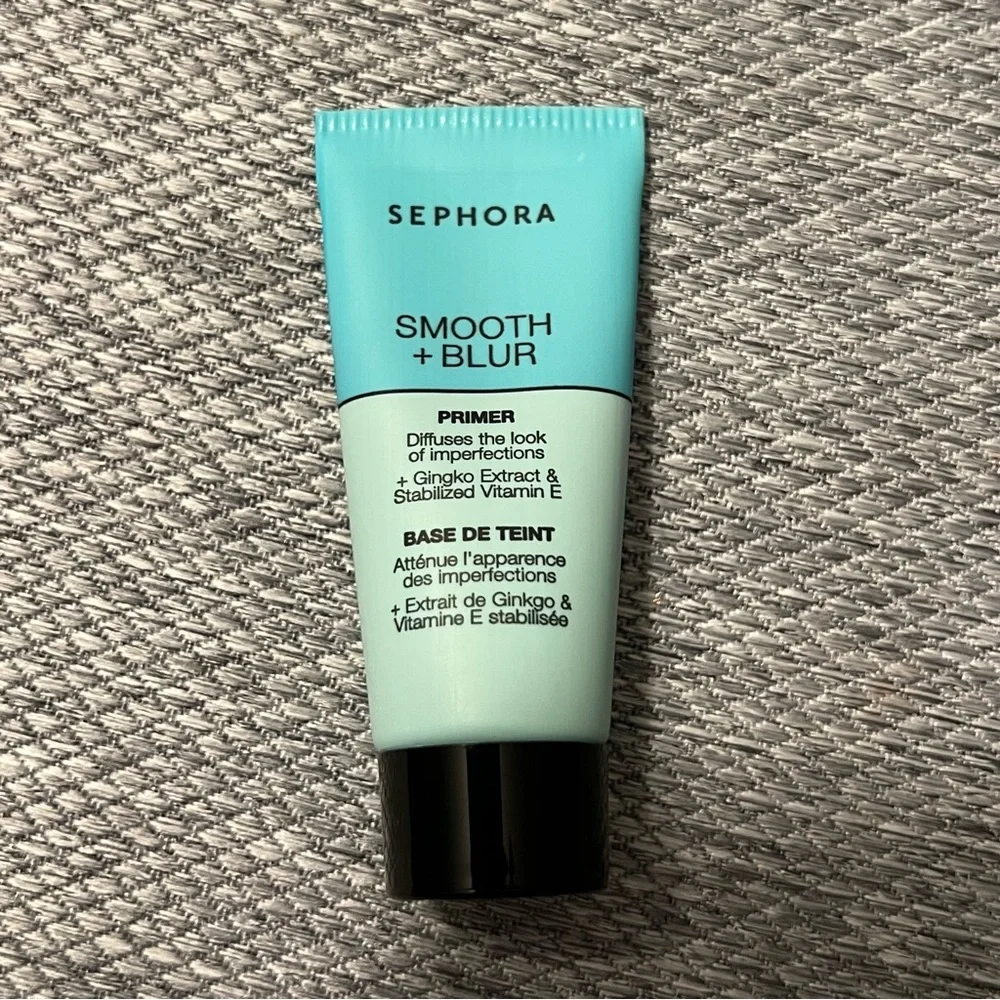 SEPHORA
SMOOTH
+ BLUR
PRIMER
Diffuses the look
of imperfections
+ Gingko Extract &
Stabilized Vitamin E
BASE DE TEINT
Atténue l'apparence
des imperfections
+ Extrait de Ginkgo &
Vitamine E stabilisée